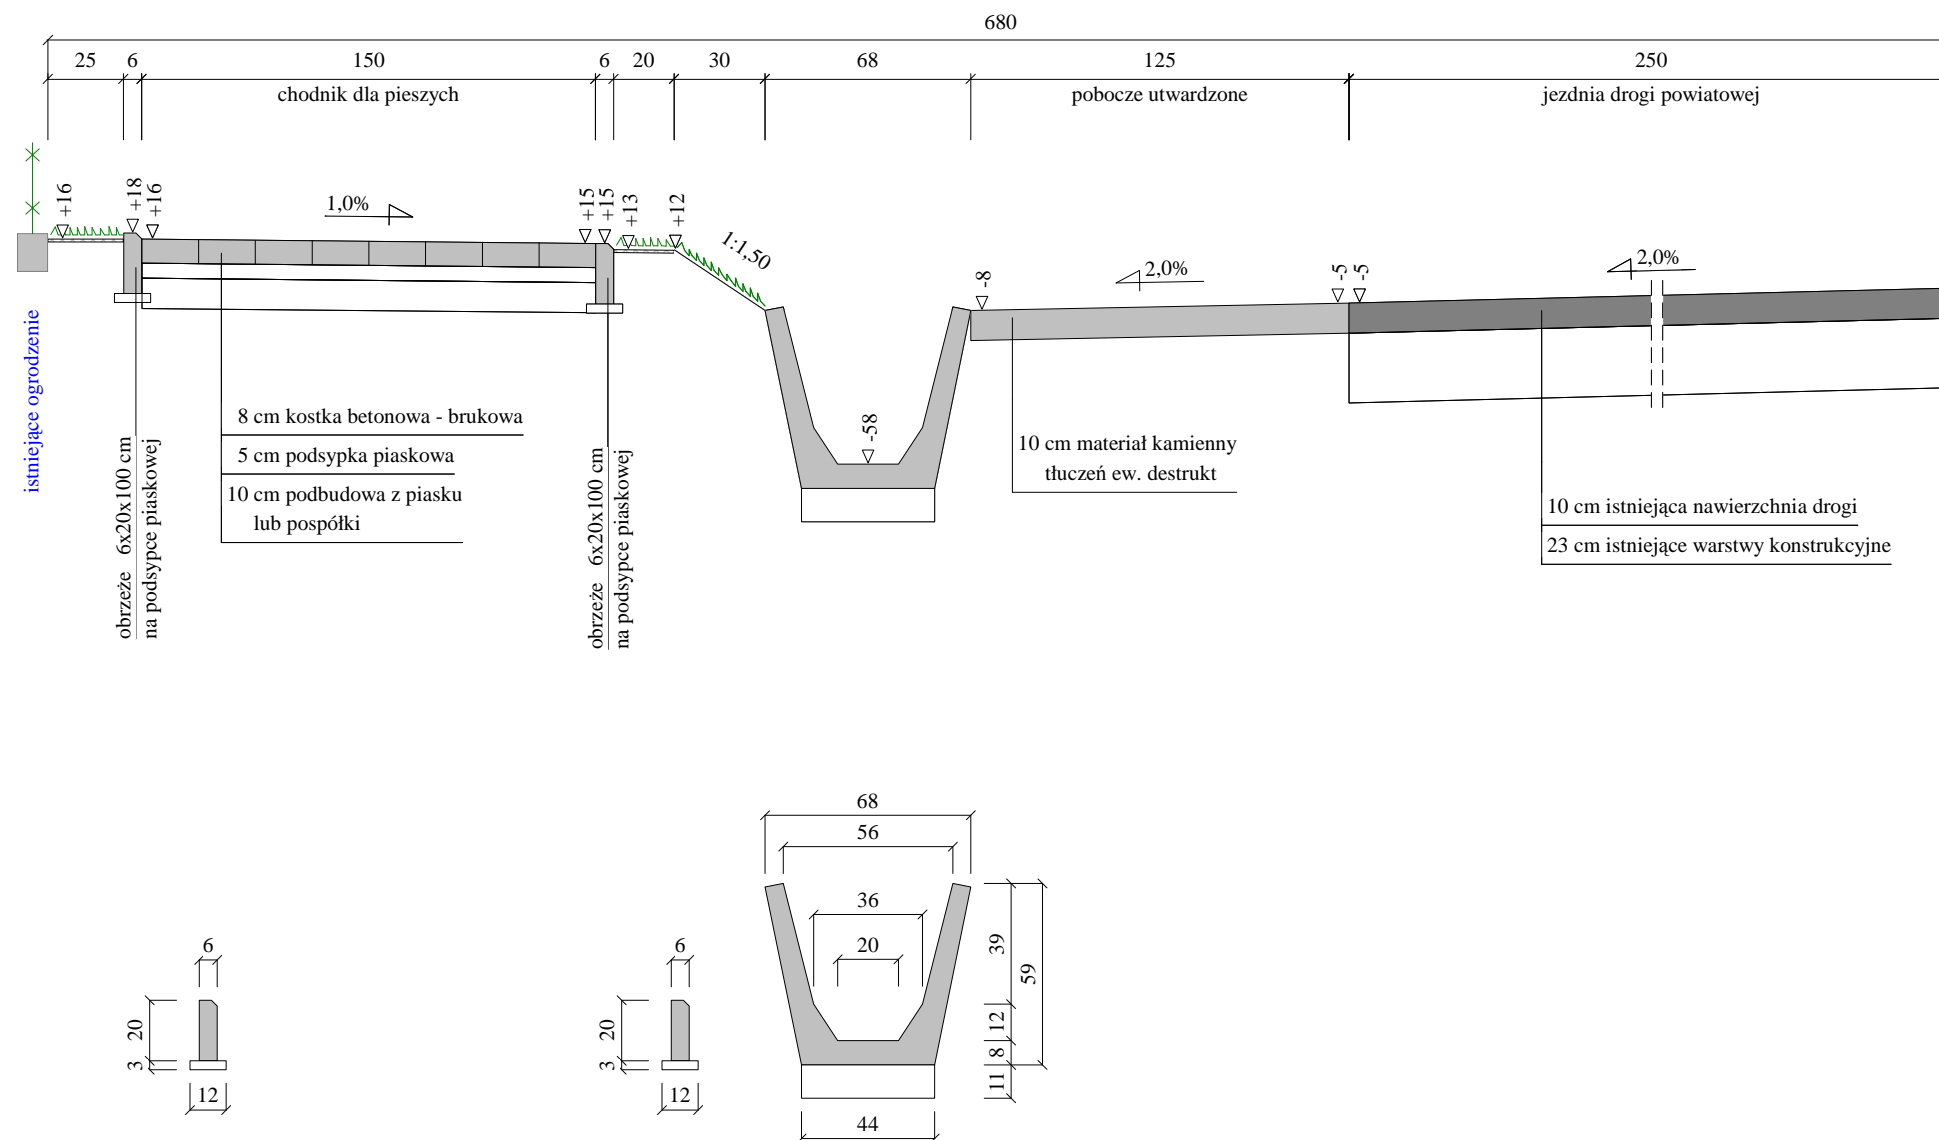 680
25 6 150 6 20 30 68 125 250
chodnik dla pieszych
pobocze utwardzone
jezdnia drogi powiatowej
+16
+18
+16
1,0%
+15
+15
+13
+12
1:1,50
-8
2,0%
-5
-5
2,0%
-58
istniejące ogrodzenie
8 cm kostka betonowa - brukowa
5 cm podsypka piaskowa
10 cm podbudowa z piasku
lub pospółki
obrzeże 6x20x100 cm
na podsypce piaskowej
obrzeże 6x20x100 cm
na podsypce piaskowej
10 cm materiał kamienny
tłuczeń ew. destrukt
10 cm istniejąca nawierzchnia drogi
23 cm istniejące warstwy konstrukcyjne
6
20
3
12
6
20
3
12
68
56
36
20
39
59
12
8
11
44